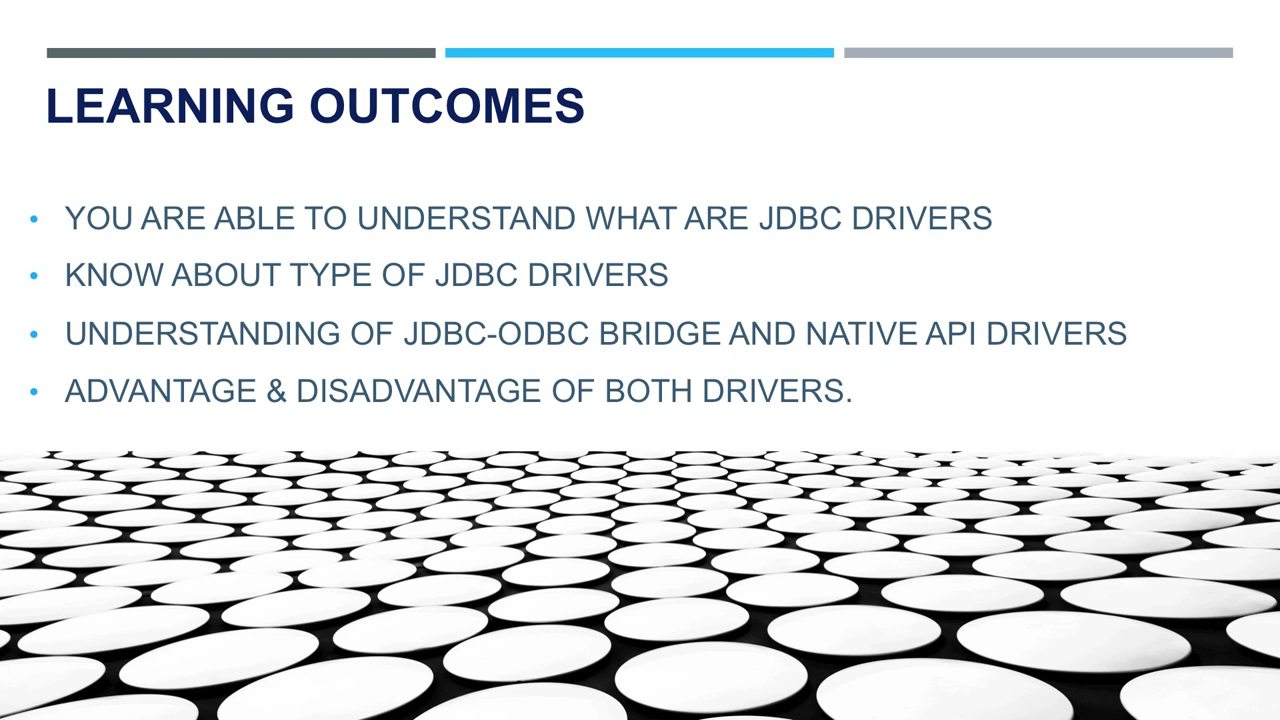 LEARNING OUTCOMES
• YOU ARE ABLE TO UNDERSTAND WHAT ARE JDBC DRIVERS
• KNOW ABOUT TYPE OF JDBC DRIVERS
• UNDERSTANDING OF JDBC-ODBC BRIDGE AND NATIVE API DRIVERS
• ADVANTAGE & DISADVANTAGE OF BOTH DRIVERS.